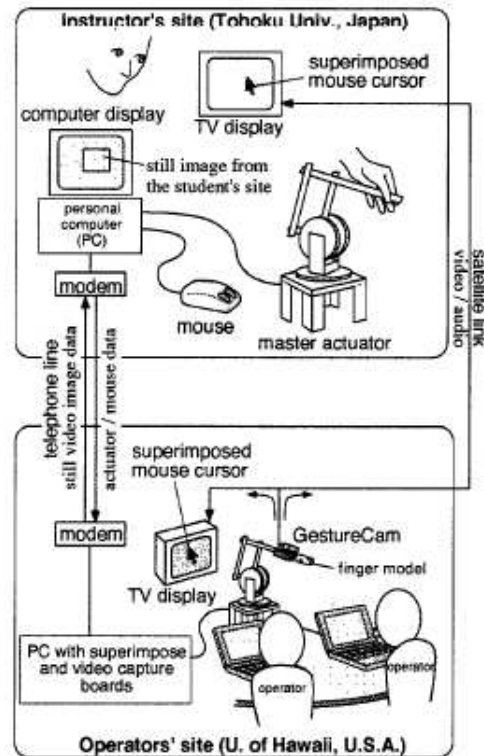 Instructor's site (Tohoku Univ., Japan)
superimposed
mouse cursor
computer display
TV display
still image from
the student's site
personal
computer
(PC)
modem
mouse
master actuator
satellite link
video / audio
telephone line
still video image data
actuator / mouse data
superimposed
mouse cursor
GestureCam
modem
finger model
TV display
PC with superimpose
and video capture
boards
operator
operator
Operators' site (U. of Hawaii, U.S.A.)